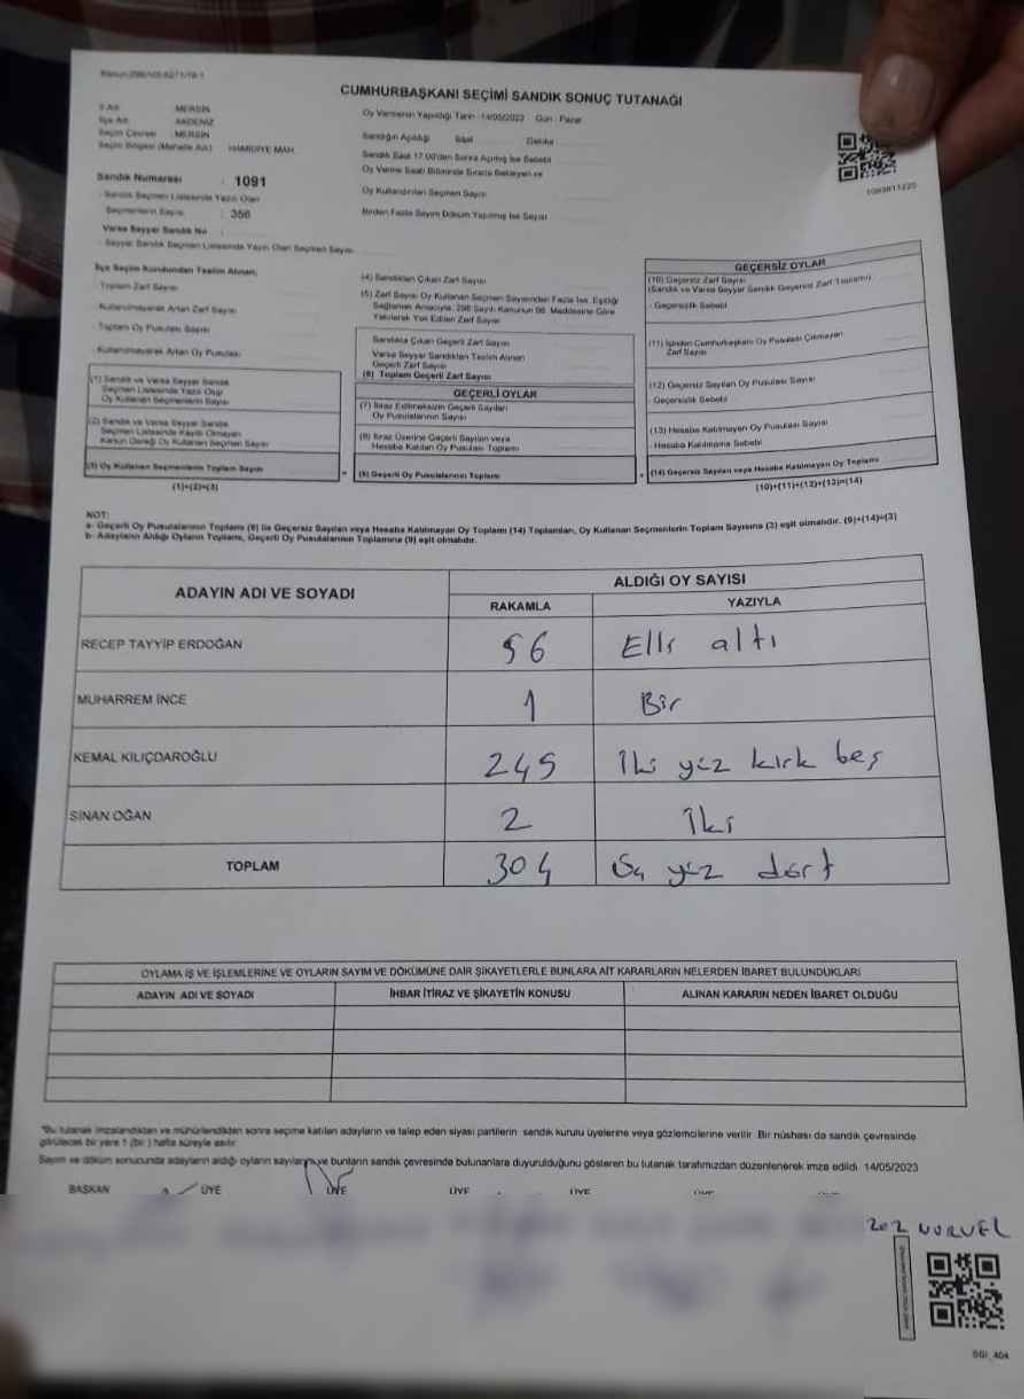 CUMHURBAŞKANI SEÇİMİ SANDIK SONUÇ TUTANAĞI
İl Adı : MERSİN
İlçe Adı : AKDENİZ
Seçim Çevresi : MERSİN
Seçim Bölgesi (Mahalle Adı) : HAMİDİYE MAH.
Sandık Numarası : 1091
Sandık Seçmen Listesinde Yazılı Olan
Seçmenlerin Sayısı : 356
Varsa Seyyar Sandık No :
Seyyar Sandık Seçmen Listesinde Yazılı Olan Seçmen Sayısı
Oy Vermenin Yapıldığı Tarih : 14/05/2023 Gün : Pazar
Sandığın Açıldığı Saat Dakika
Sandık Saat 17.00'den Sonra Açılmış İse Sebebi
Oy Verme Saati Bitiminde Sırada Bekleyen ve
Oy Kullandırılan Seçmen Sayısı
Birden Fazla Sayım Döküm Yapılmış İse Sayısı
İlçe Seçim Kurulundan Teslim Alınan;
Toplam Zarf Sayısı
Kullanılmayarak Artan Zarf Sayısı
Toplam Oy Pusulası Sayısı
Kullanılmayarak Artan Oy Pusulası
(1) Sandık ve Varsa Seyyar Sandık
Seçmen Listesinde Yazılı Olup
Oy Kullanan Seçmenlerin Sayısı
(2) Sandık ve Varsa Seyyar Sandık
Seçmen Listesinde Kayıtlı Olmayan
Kanun Gereği Oy Kullanan Seçmen Sayısı
(3) Oy Kullanan Seçmenlerin Toplam Sayısı
(1)+(2)=(3)
(4) Sandıktan Çıkan Zarf Sayısı
(5) Zarf Sayısı Oy Kullanan Seçmen Sayısından Fazla İse, Eşitliği
Sağlamak Amacıyla, 298 Sayılı Kanunun 98. Maddesine Göre
Yakılarak Yok Edilen Zarf Sayısı
Sandıkta Çıkan Geçerli Zarf Sayısı
Varsa Seyyar Sandıktan Teslim Alınan
Geçerli Zarf Sayısı
(6) Toplam Geçerli Zarf Sayısı
GEÇERLİ OYLAR
(7) İtiraz Edilmeksizin Geçerli Sayılan
Oy Pusulalarının Sayısı
(8) İtiraz Üzerine Geçerli Sayılan veya
Hesaba Katılan Oy Pusulası Toplamı
(9) Geçerli Oy Pusulalarının Toplamı
1083811225
GEÇERSİZ OYLAR
(10) Geçersiz Zarf Sayısı
(Sandık ve Varsa Seyyar Sandık Geçersiz Zarf Toplamı)
Geçersizlik Sebebi
(11) İçinden Cumhurbaşkanı Oy Pusulası Çıkmayan
Zarf Sayısı
(12) Geçersiz Sayılan Oy Pusulası Sayısı
Geçersizlik Sebebi
(13) Hesaba Katılmayan Oy Pusulası Sayısı
Hesaba Katılmama Sebebi
(14) Geçersiz Sayılan veya Hesaba Katılmayan Oy Toplamı
(10)+(11)+(12)+(13)=(14)
NOT:
a- Geçerli Oy Pusulalarının Toplamı (9) ile Geçersiz Sayılan veya Hesaba Katılmayan Oy Toplamı (14) Toplamları, Oy Kullanan Seçmenlerin Toplam Sayısına (3) eşit olmalıdır. (9)+(14)=(3)
b- Adayların Aldığı Oyların Toplamı, Geçerli Oy Pusulalarının Toplamına (9) eşit olmalıdır.
ADAYIN ADI VE SOYADI ALDIĞI OY SAYISI
RAKAMLA YAZIYLA
RECEP TAYYİP ERDOĞAN 56 Elli altı
MUHARREM İNCE 1 Bir
KEMAL KILIÇDAROĞLU 245 İki yüz kırk beş
SİNAN OĞAN 2 İki
TOPLAM 304 Üç yüz dört
OYLAMA İŞ VE İŞLEMLERİNE VE OYLARIN SAYIM VE DÖKÜMÜNE DAİR ŞİKAYETLERLE BUNLARA AİT KARARLARIN NELERDEN İBARET BULUNDUKLARI
ADAYIN ADI VE SOYADI İHBAR İTİRAZ VE ŞİKAYETİN KONUSU ALINAN KARARIN NEDEN İBARET OLDUĞU
*Bu tutanak imzalandıktan ve mühürlendikten sonra seçime katılan adayların ve talep eden siyasi partilerin sandık kurulu üyelerine veya gözlemcilerine verilir. Bir nüshası da sandık çevresinde
görülecek bir yere 1 (bir ) hafta süreyle asılır.
Sayım ve döküm sonucunda adayların aldığı oyların sayılarını ve bunların sandık çevresinde bulunanlara duyurulduğunu gösteren bu tutanak tarafımızdan düzenlenerek imza edildi. 14/05/2023
BAŞKAN ÜYE ÜYE ÜYE ÜYE